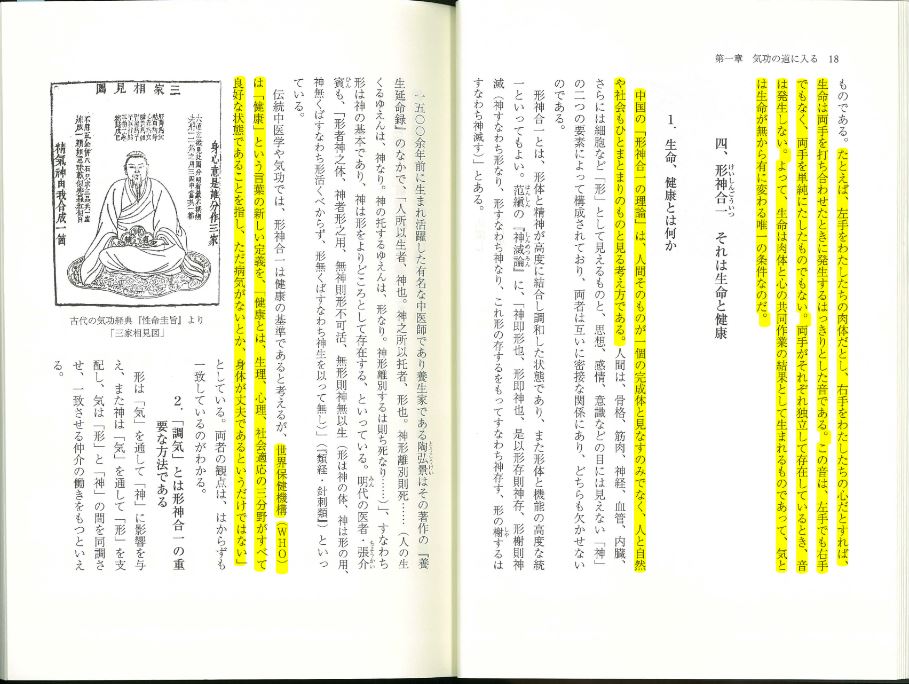 第一章　気功の道に入る　18
ものである。たとえば、左手をわたしたちの肉体だとし、右手をわたしたちの心だとすれば、
生命は両手を打ち合わせたときに発生するはっきりとした音である。この音は、左手でも右手
でもなく、両手を単純にたしたものでもない。両手がそれぞれ独立して存在しているとき、音
は発生しない。よって、生命は肉体と心の共同作業の結果として生まれるものであって、気と
は生命が無から有に変わる唯一の条件なのだ。
四、形神合一　それは生命と健康
けいしんごういつ
1．生命、健康とは何か
中国の「形神合一の理論」は、人間そのものが一個の完成体と見なすのみでなく、人と自然
や社会もひとまとまりのものと見る考え方である。人間は、骨格、筋肉、神経、血管、内臓、
さらには細胞など「形」として見えるものと、思想、感情、意識などの目には見えない「神」
の二つの要素によって構成されており、両者は互いに密接な関係にあり、どちらも欠かせない
のである。
形神合一とは、形体と精神が高度に結合し調和した状態であり、また形体と機能の高度な統
一といってもよい。范縝の『神滅論』に、「神即形也、形即神也、是以形存則神存、形榭則神
滅（神すなわち形なり、形すなわち神なり、これ形の存するをもってすなわち神存す、形の榭するは
すなわち神滅す）」とある。
一五〇〇余年前に生まれ活躍した有名な中医師であり養生家である陶弘景はその著作の『養
生延命録』のなかで、「人所以生者、神也。神之所以托者、形也。神形離別則死……（人の生
くるゆえんは、神なり。神の托するゆえんは、形なり。神形離別するは則ち死なり……）」、すなわち
形は神の基本であり、神は形をよりどころとして存在する、といっている。明代の医者、張介
賓も、「形者神之体、神者形之用、無神則形不可活、無形則神無以生（形は神の体、神は形の用、
神無くばすなわち形活くべからず、形無くばすなわち神生を以って無し）」（『類経・針刺類』）といっ
ている。
伝統中医学や気功では、形神合一は健康の基準であると考えるが、世界保健機構（WHO）
は「健康」という言葉の新しい定義を、「健康とは、生理、心理、社会適応の三分野がすべて
良好な状態であることを指し、ただ病気がないとか、身体が丈夫であるというだけではない」
としている。両者の観点は、はからずも
一致しているのがわかる。
2．「調気」とは形神合一の重
要な方法である
形は「気」を通して「神」に影響を与
え、また神は「気」を通して「形」を支
配し、気は「形」と「神」の間を同調さ
せ、一致させる仲介の働きをもつといえ
る。
三家相見圖
身心意是誰分作三家
精氣神由我合成一箇
古代の気功経典『性命圭旨』より
「三家相見図」